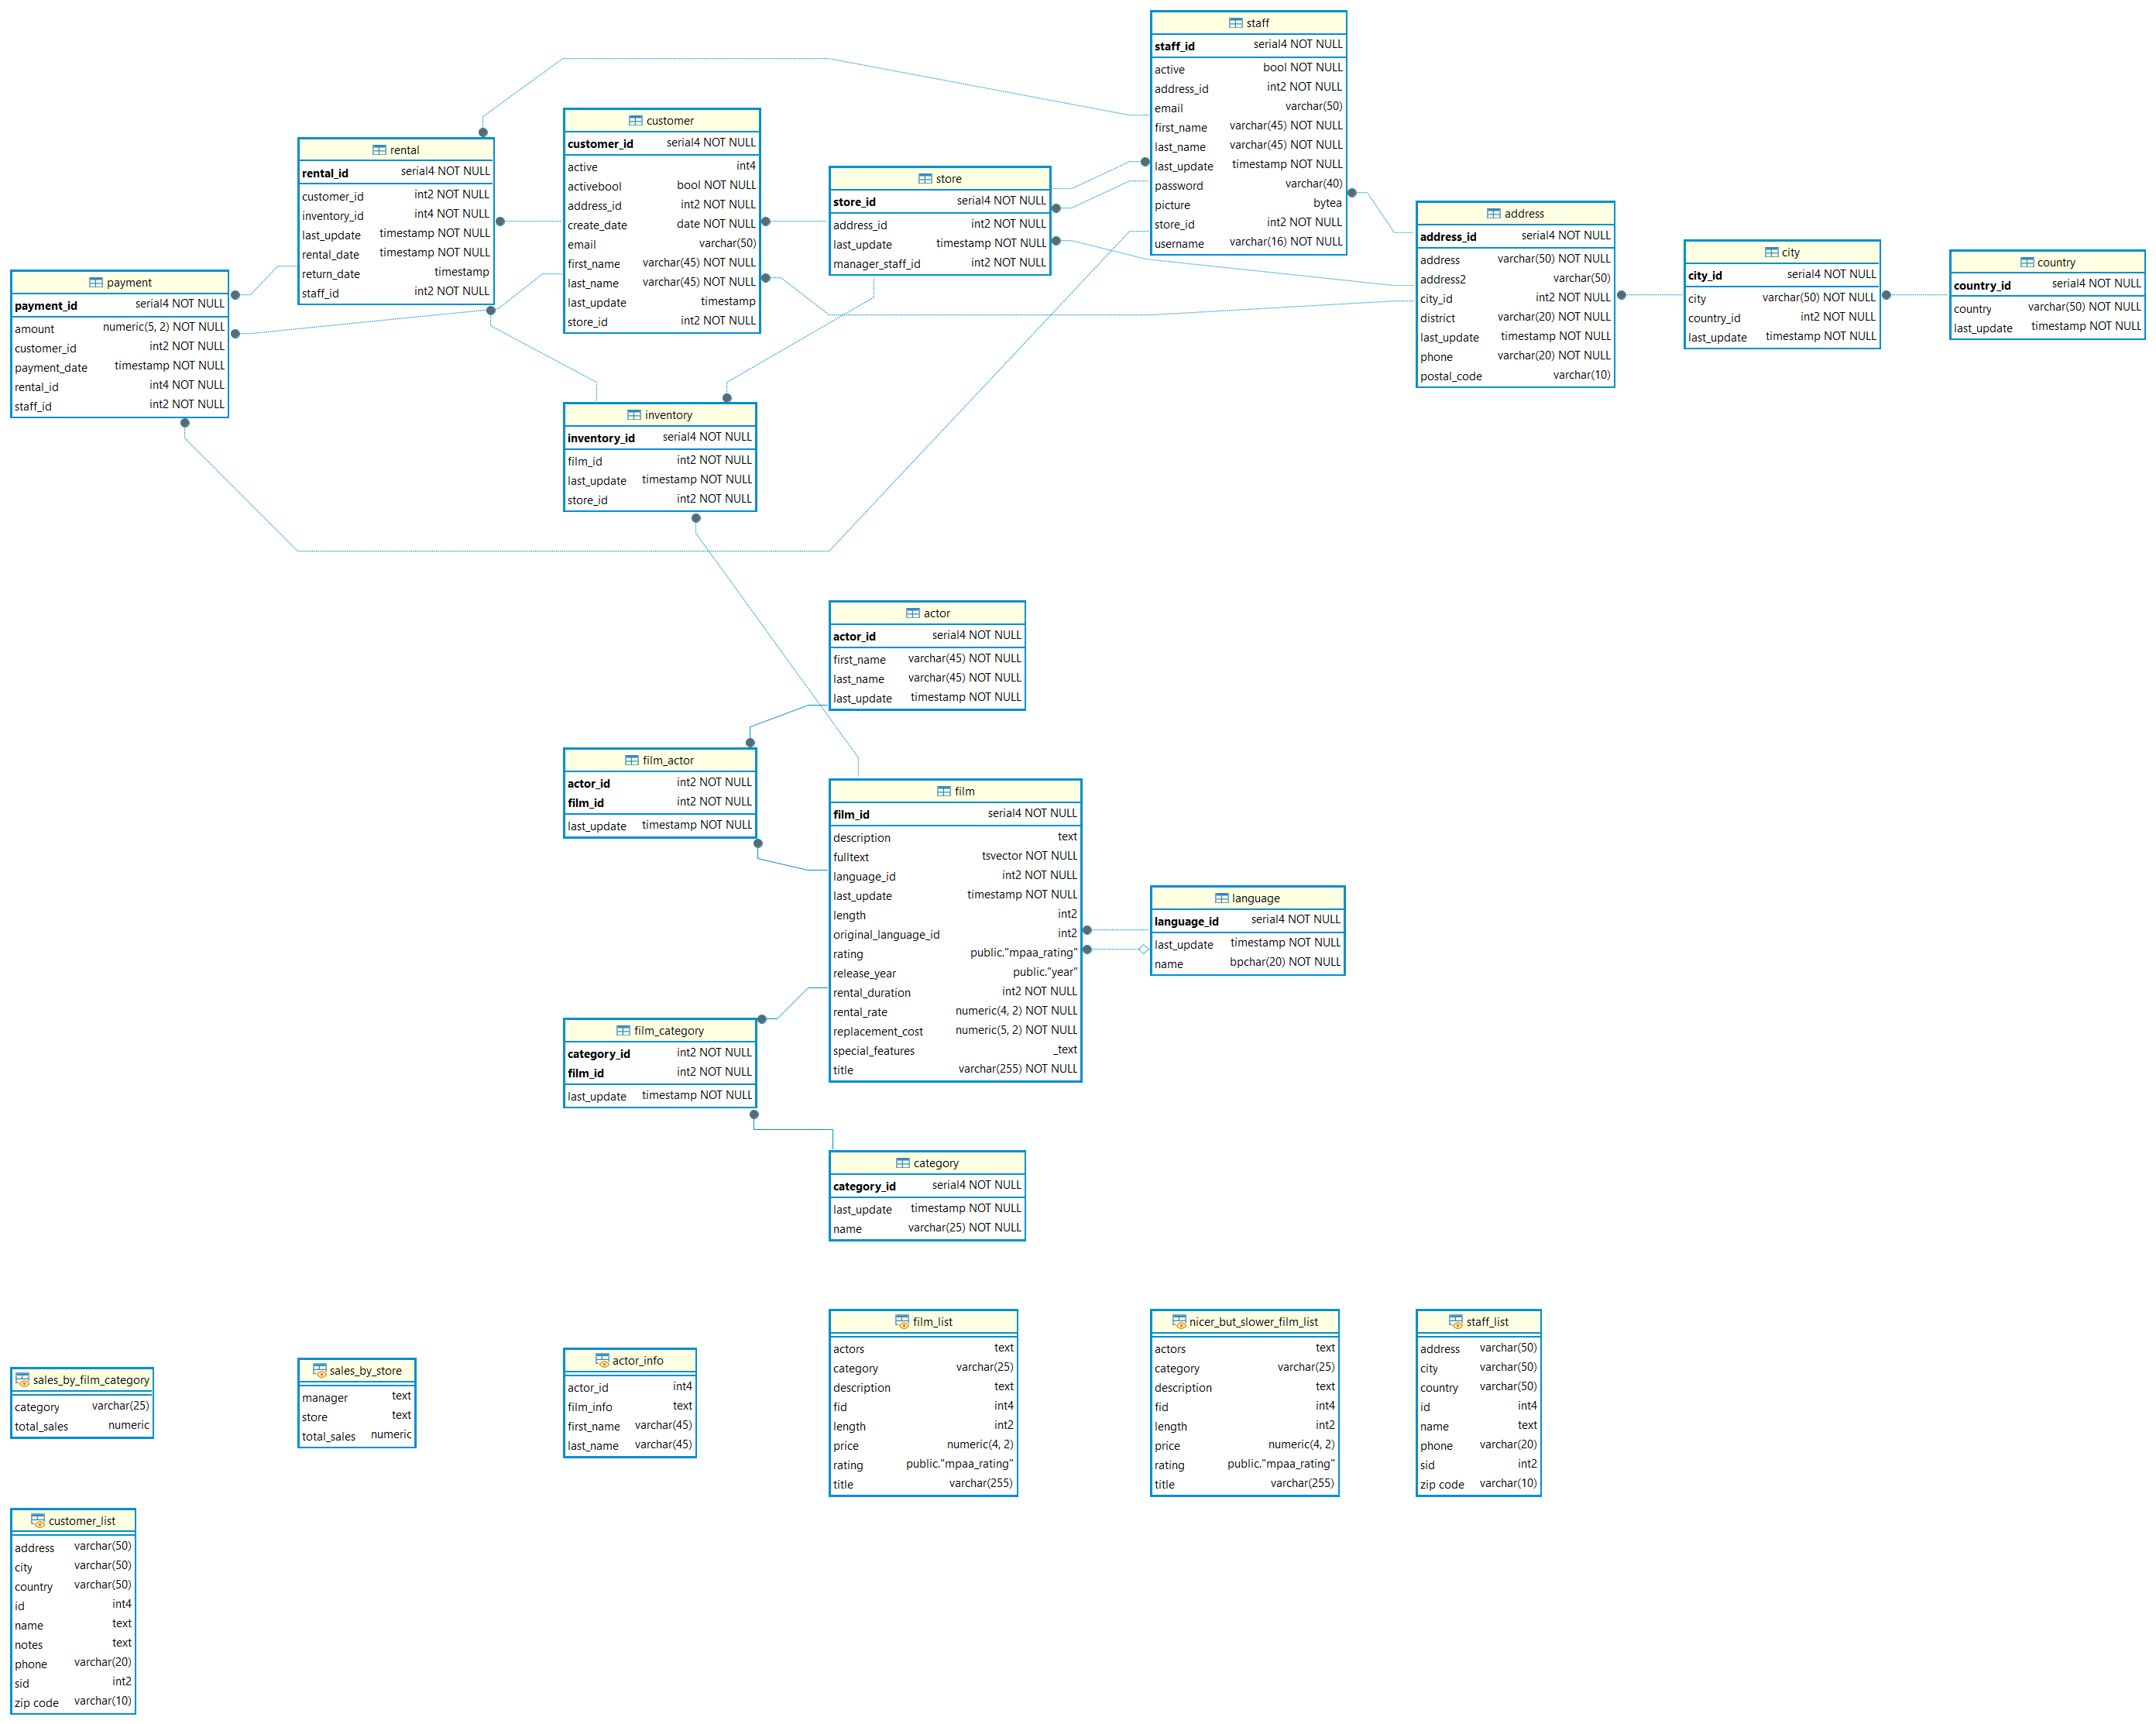 staff
staff_id serial4 NOT NULL
active bool NOT NULL
address_id int2 NOT NULL
email varchar(50)
first_name varchar(45) NOT NULL
last_name varchar(45) NOT NULL
last_update timestamp NOT NULL
password varchar(40)
picture bytea
store_id int2 NOT NULL
username varchar(16) NOT NULL
customer
customer_id serial4 NOT NULL
active int4
activebool bool NOT NULL
address_id int2 NOT NULL
create_date date NOT NULL
email varchar(50)
first_name varchar(45) NOT NULL
last_name varchar(45) NOT NULL
last_update timestamp
store_id int2 NOT NULL
rental
rental_id serial4 NOT NULL
customer_id int2 NOT NULL
inventory_id int4 NOT NULL
last_update timestamp NOT NULL
rental_date timestamp NOT NULL
return_date timestamp
staff_id int2 NOT NULL
store
store_id serial4 NOT NULL
address_id int2 NOT NULL
last_update timestamp NOT NULL
manager_staff_id int2 NOT NULL
address
address_id serial4 NOT NULL
address varchar(50) NOT NULL
address2 varchar(50)
city_id int2 NOT NULL
district varchar(20) NOT NULL
last_update timestamp NOT NULL
phone varchar(20) NOT NULL
postal_code varchar(10)
city
city_id serial4 NOT NULL
city varchar(50) NOT NULL
country_id int2 NOT NULL
last_update timestamp NOT NULL
country
country_id serial4 NOT NULL
country varchar(50) NOT NULL
last_update timestamp NOT NULL
payment
payment_id serial4 NOT NULL
amount numeric(5, 2) NOT NULL
customer_id int2 NOT NULL
payment_date timestamp NOT NULL
rental_id int4 NOT NULL
staff_id int2 NOT NULL
inventory
inventory_id serial4 NOT NULL
film_id int2 NOT NULL
last_update timestamp NOT NULL
store_id int2 NOT NULL
actor
actor_id serial4 NOT NULL
first_name varchar(45) NOT NULL
last_name varchar(45) NOT NULL
last_update timestamp NOT NULL
film_actor
actor_id int2 NOT NULL
film_id int2 NOT NULL
last_update timestamp NOT NULL
film
film_id serial4 NOT NULL
description text
fulltext tsvector NOT NULL
language_id int2 NOT NULL
last_update timestamp NOT NULL
length int2
original_language_id int2
rating public."mpaa_rating"
release_year public."year"
rental_duration int2 NOT NULL
rental_rate numeric(4, 2) NOT NULL
replacement_cost numeric(5, 2) NOT NULL
special_features _text
title varchar(255) NOT NULL
language
language_id serial4 NOT NULL
last_update timestamp NOT NULL
name bpchar(20) NOT NULL
film_category
category_id int2 NOT NULL
film_id int2 NOT NULL
last_update timestamp NOT NULL
category
category_id serial4 NOT NULL
last_update timestamp NOT NULL
name varchar(25) NOT NULL
sales_by_film_category
category varchar(25)
total_sales numeric
sales_by_store
manager text
store text
total_sales numeric
actor_info
actor_id int4
film_info text
first_name varchar(45)
last_name varchar(45)
film_list
actors text
category varchar(25)
description text
fid int4
length int2
price numeric(4, 2)
rating public."mpaa_rating"
title varchar(255)
nicer_but_slower_film_list
actors text
category varchar(25)
description text
fid int4
length int2
price numeric(4, 2)
rating public."mpaa_rating"
title varchar(255)
staff_list
address varchar(50)
city varchar(50)
country varchar(50)
id int4
name text
phone varchar(20)
sid int2
zip code varchar(10)
customer_list
address varchar(50)
city varchar(50)
country varchar(50)
id int4
name text
notes text
phone varchar(20)
sid int2
zip code varchar(10)